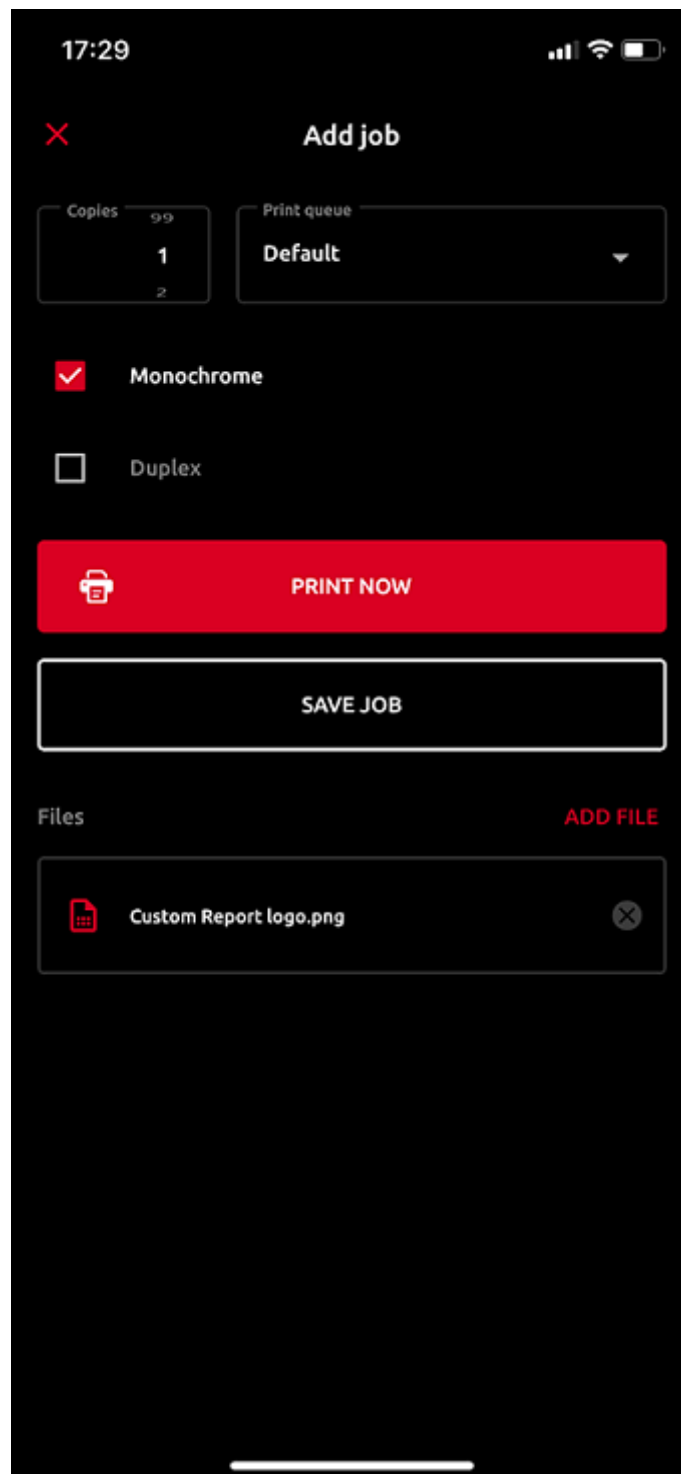 17:29
Add job
Copies
99
1
2
Print queue
Default
Monochrome
Duplex
PRINT NOW
SAVE JOB
Files
ADD FILE
Custom Report logo.png